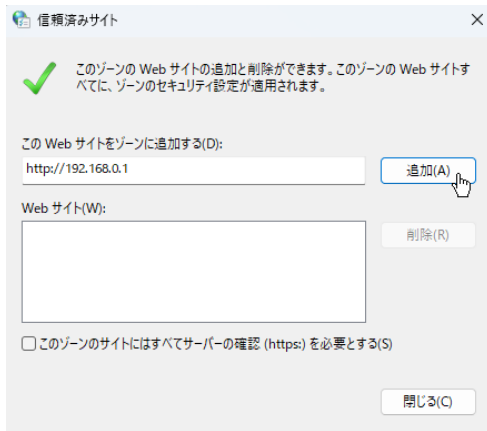 信頼済みサイト
このゾーンの Web サイトの追加と削除ができます。このゾーンの Web サイトす
べてに、ゾーンのセキュリティ設定が適用されます。
この Web サイトをゾーンに追加する(D):
http://192.168.0.1
追加(A)
Web サイト(W):
削除(R)
このゾーンのサイトにはすべてサーバーの確認 (https:) を必要とする(S)
閉じる(C)